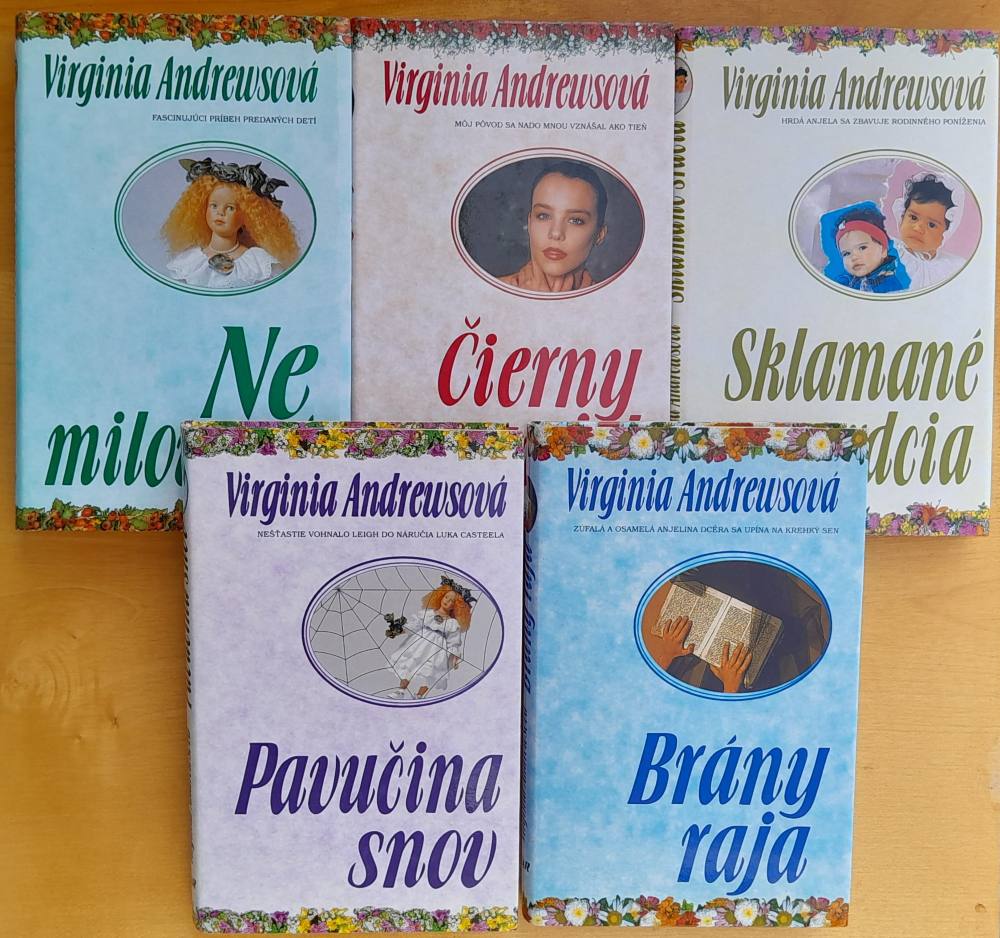 Virginia Andrewsová
FASCINUJÚCI PRÍBEH PREDANÝCH DETÍ
Ne
Virginia Andrewsová
MÔJ PÔVOD SA NADO MNOU VZNÁŠAL AKO TIEŇ
Čierny
Virginia Andrewsová
HRDÁ ANJELA SA ZBAVUJE RODINNÉHO PONÍŽENIA
Sklamané
Virginia Andrewsová
NEŠŤASTIE VOHNALO LEIGH DO NÁRUČIA LUKA CASTEELA
Pavučina
snov
Virginia Andrewsová
ZÚFALÁ A OSAMELÁ ANJELINA DCÉRA SA UPÍNA NA KREHKÝ SEN
Brány
raja